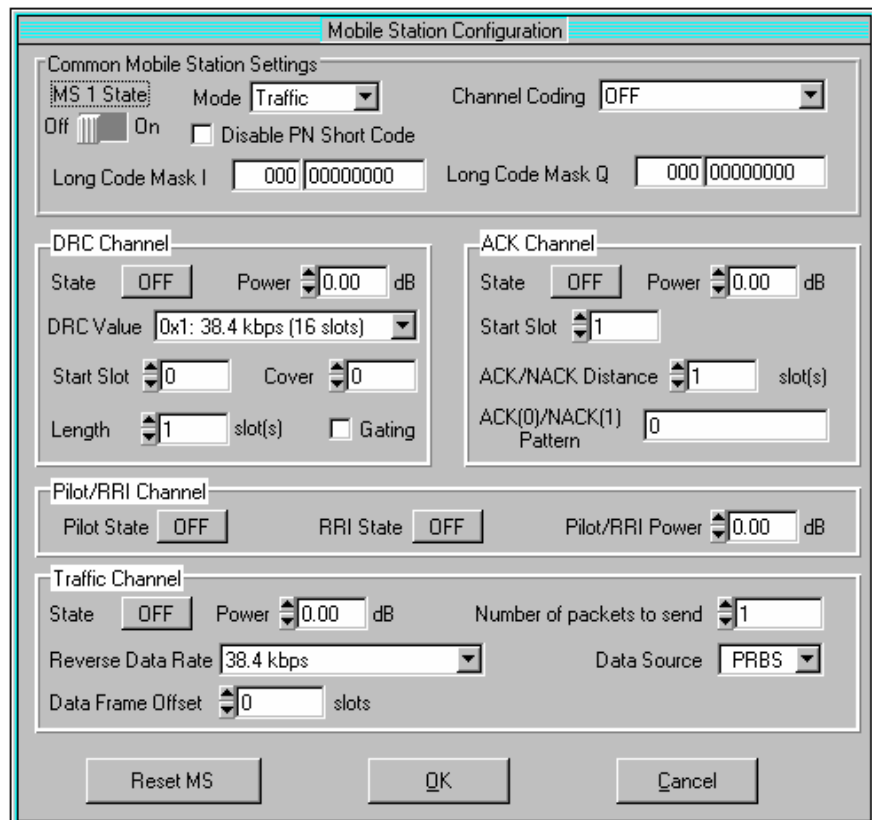 Mobile Station Configuration
Common Mobile Station Settings
MS 1 State
Mode Traffic
Channel Coding OFF
Off On
Disable PN Short Code
Long Code Mask I 000 00000000
Long Code Mask Q 000 00000000
DRC Channel
State OFF Power 0.00 dB
DRC Value 0x1: 38.4 kbps (16 slots)
Start Slot 0 Cover 0
Length 1 slot(s) Gating
ACK Channel
State OFF Power 0.00 dB
Start Slot 1
ACK/NACK Distance 1 slot(s)
ACK(0)/NACK(1)
Pattern
0
Pilot/RRI Channel
Pilot State OFF RRI State OFF Pilot/RRI Power 0.00 dB
Traffic Channel
State OFF Power 0.00 dB Number of packets to send 1
Reverse Data Rate 38.4 kbps Data Source PRBS
Data Frame Offset 0 slots
Reset MS OK Cancel